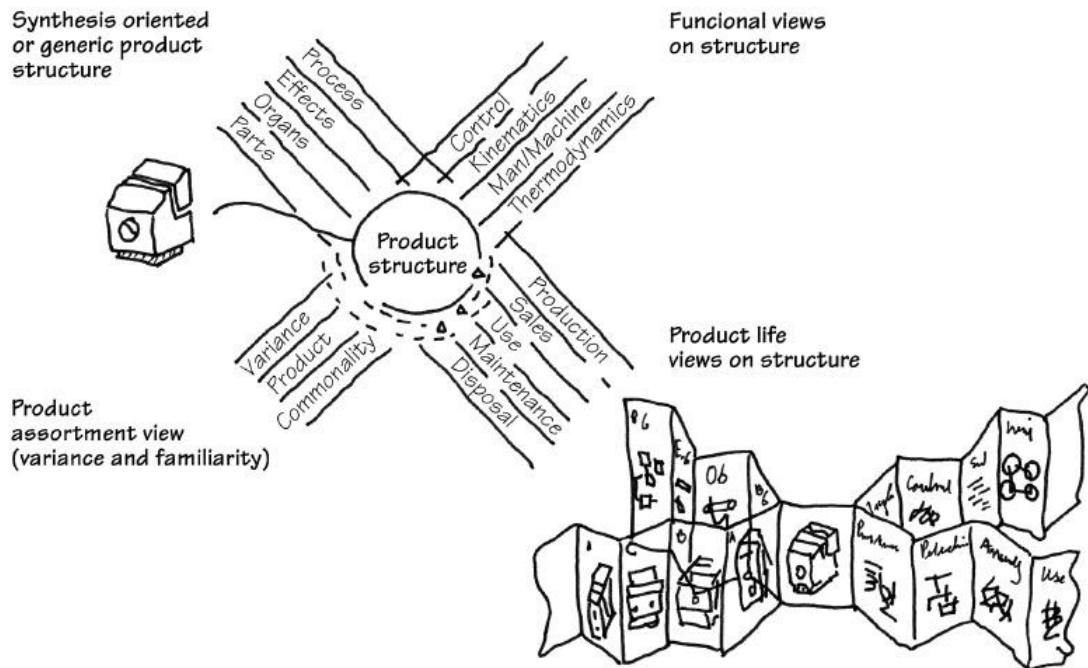 Synthesis oriented
or generic product
structure
Funcional views
on structure
Process
Effects
Organs
Parts
Control
Kinematics
Man/Machine
Thermodynamics
Product
structure
Variance
Product
Commonality
Production
Sales
Use
Maintenance
Disposal
Product
assortment view
(variance and familiarity)
Product life
views on structure
Control
Use